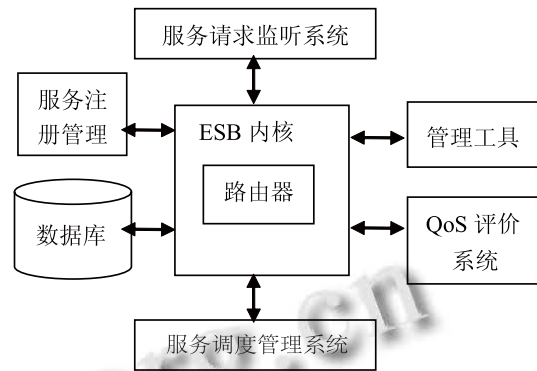 服务请求监听系统
服务注
册管理
ESB 内核
管理工具
路由器
数据库
QoS 评价
系统
服务调度管理系统